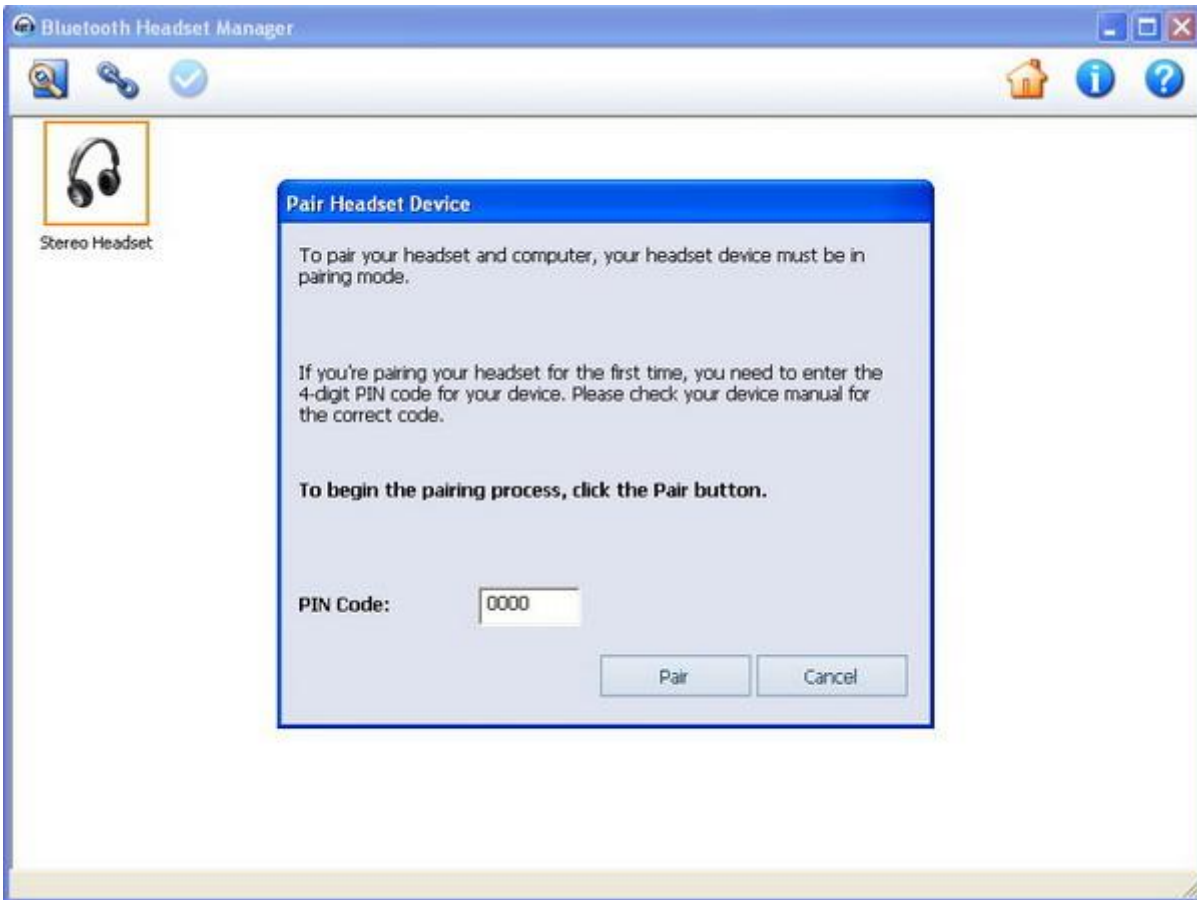 Bluetooth Headset Manager
Stereo Headset
Pair Headset Device
To pair your headset and computer, your headset device must be in
pairing mode.
If you're pairing your headset for the first time, you need to enter the
4-digit PIN code for your device. Please check your device manual for
the correct code.
To begin the pairing process, click the Pair button.
PIN Code: 0000
Pair Cancel